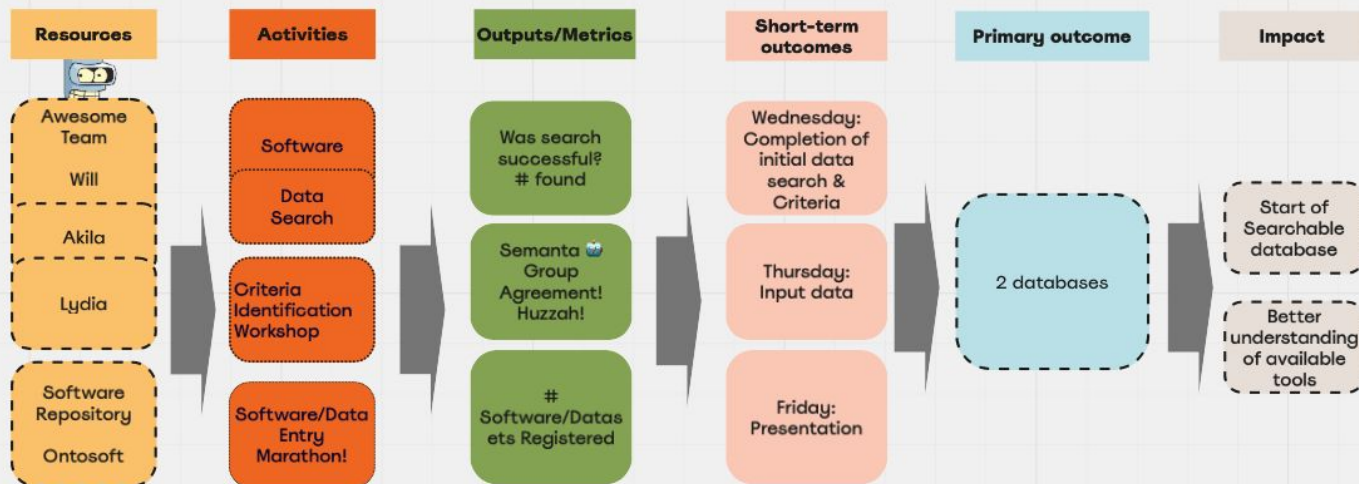 Resources
Activities
Outputs/Metrics
Short-term
outcomes
Primary outcome
Impact
Awesome
Team
Will
Akila
Lydia
Software
Repository
Ontosoft
Software
Data
Search
Criteria
Identification
Workshop
Software/Data
Entry
Marathon!
Was search
successful?
# found
Semanta
Group
Agreement!
Huzzah!
#
Software/Datas
ets Registered
Wednesday:
Completion of
initial data
search &
Criteria
Thursday:
Input data
Friday:
Presentation
2 databases
Start of
Searchable
database
Better
understanding
of available
tools